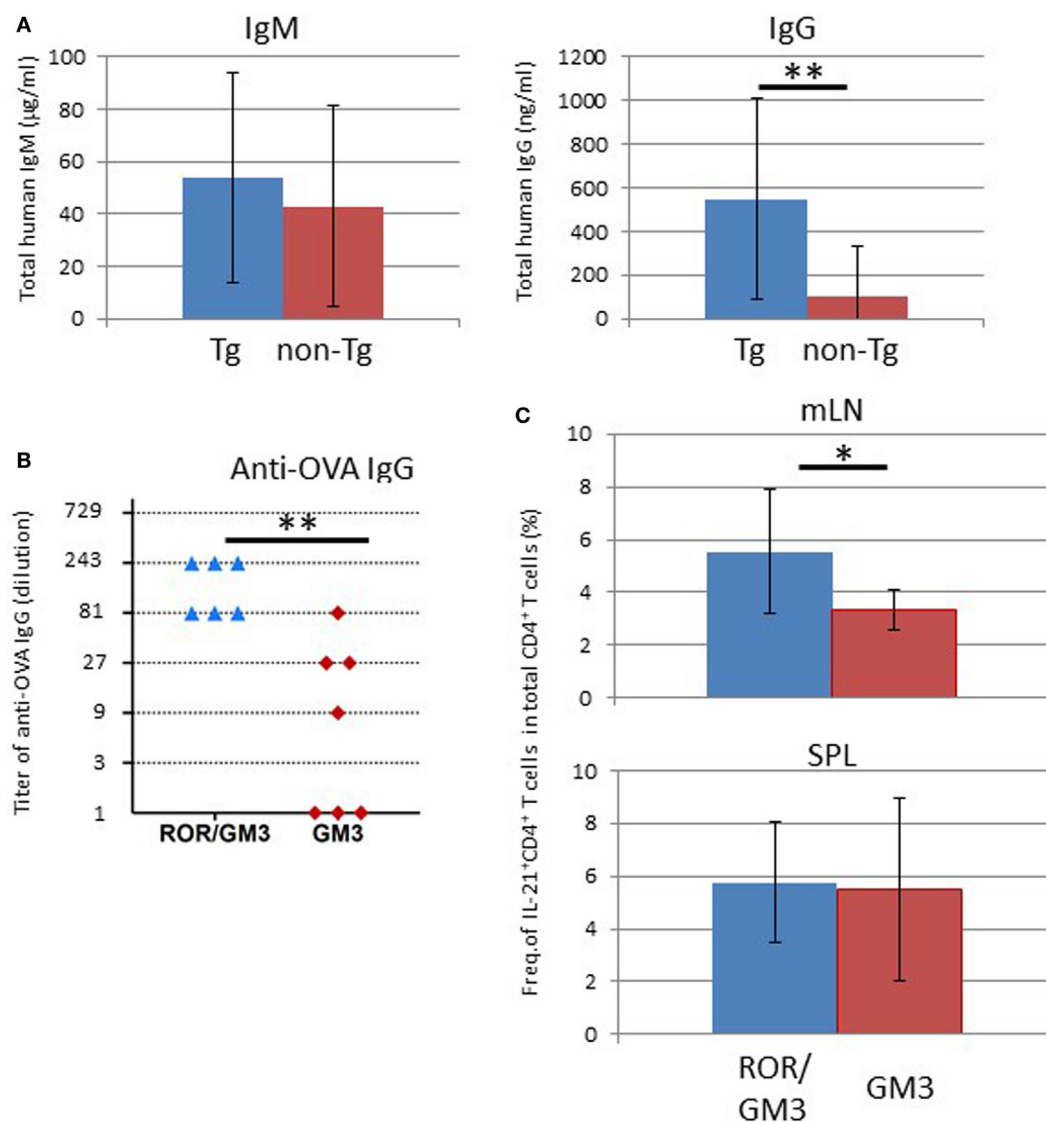 A
IgM
Total human IgM (μg/ml)
100
80
60
40
20
0
Tg non-Tg
IgG
**
Total human IgG (ng/ml)
1200
1000
800
600
400
200
0
Tg non-Tg
B
Anti-OVA IgG
**
Titer of anti-OVA IgG (dilution)
729
243
81
27
9
3
1
ROR/GM3 GM3
C
Freq.of IL-21⁺CD4⁺ T cells in total CD4⁺ T cells (%)
mLN
*
10
8
6
4
2
0
SPL
10
8
6
4
2
0
ROR/
GM3
GM3